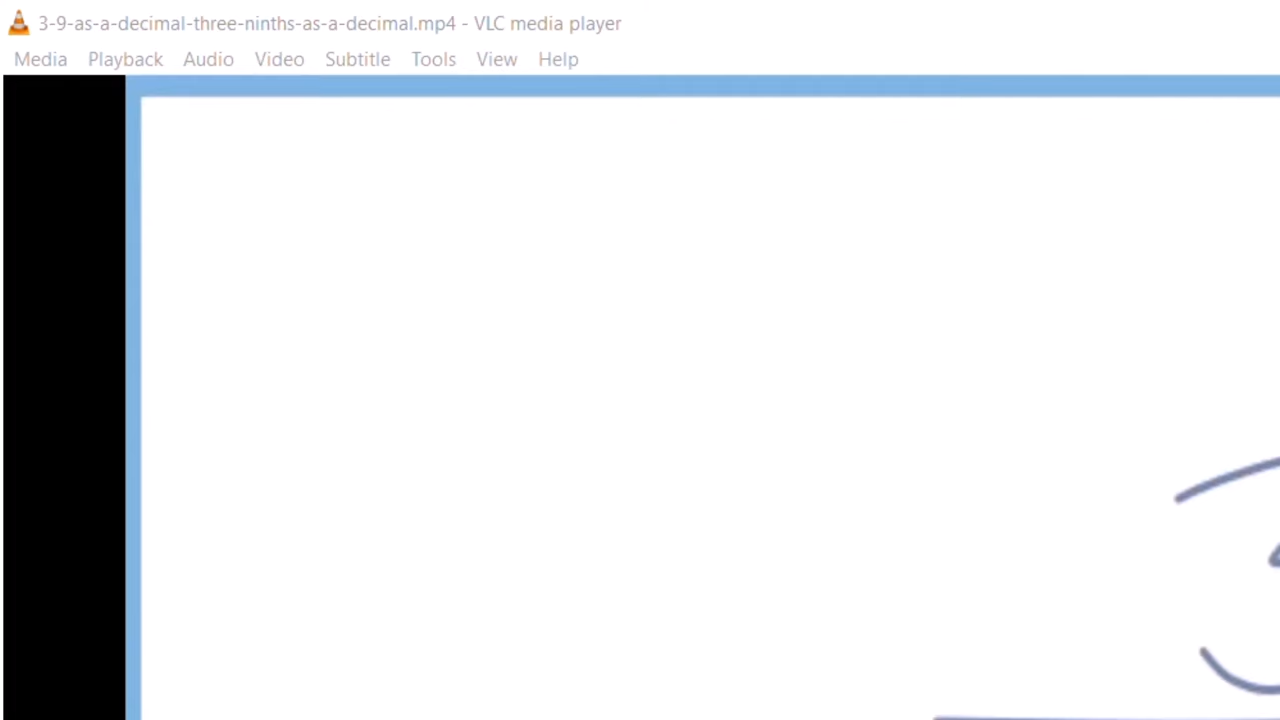 3-9-as-a-decimal-three-ninths-as-a-decimal.mp4 - VLC media player
Media Playback Audio Video Subtitle Tools View Help